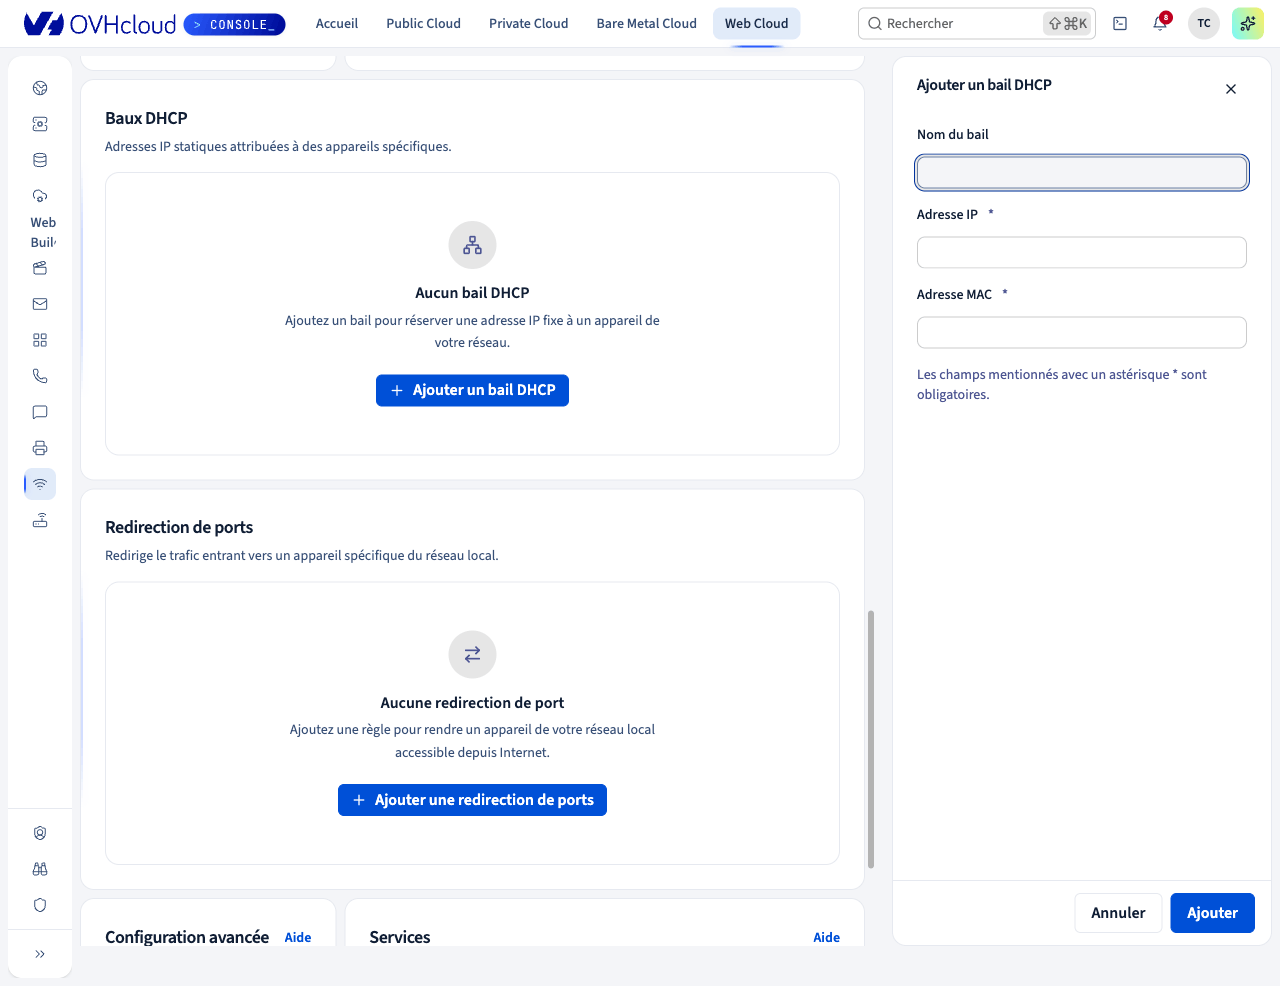 OVHcloud
> CONSOLE_
Accueil
Public Cloud
Private Cloud
Bare Metal Cloud
Web Cloud
Rechercher
⇧⌘K
8
TC
Web
Baux DHCP
Adresses IP statiques attribuées à des appareils spécifiques.
Aucun bail DHCP
Ajoutez un bail pour réserver une adresse IP fixe à un appareil de
votre réseau.
+ Ajouter un bail DHCP
Redirection de ports
Redirige le trafic entrant vers un appareil spécifique du réseau local.
Aucune redirection de port
Ajoutez une règle pour rendre un appareil de votre réseau local
accessible depuis Internet.
+ Ajouter une redirection de ports
Configuration avancée
Aide
Services
Aide
Ajouter un bail DHCP
Nom du bail
Adresse IP *
Adresse MAC *
Les champs mentionnés avec un astérisque * sont
obligatoires.
Annuler
Ajouter